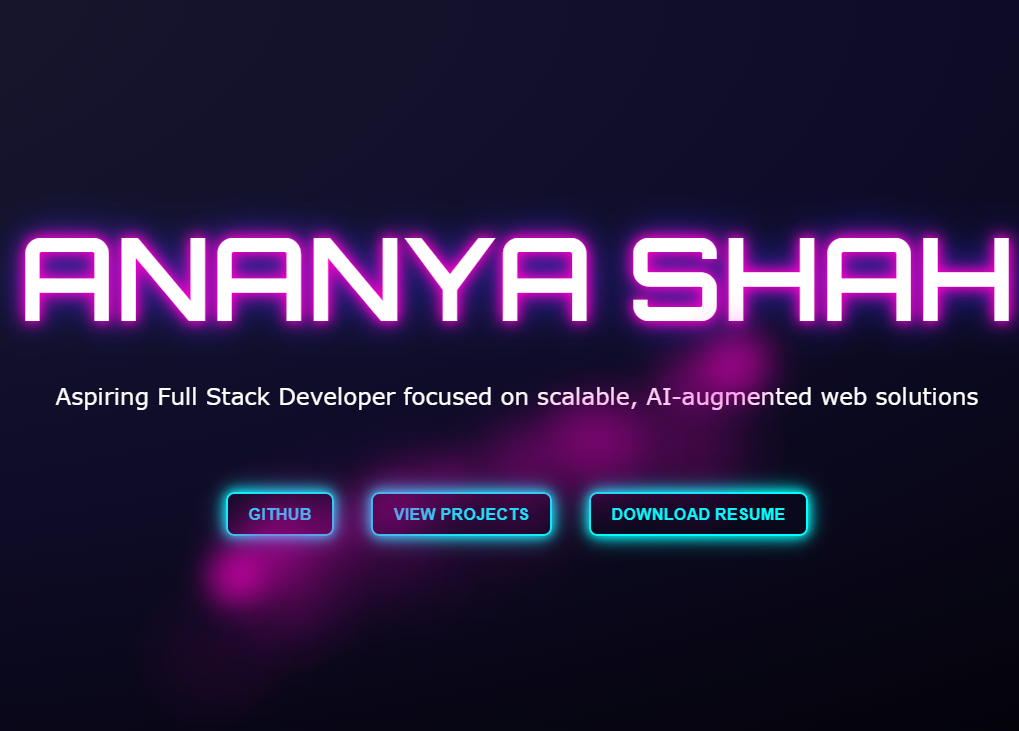 ANANYA SHAH
Aspiring Full Stack Developer focused on scalable, AI-augmented web solutions
GITHUB VIEW PROJECTS DOWNLOAD RESUME